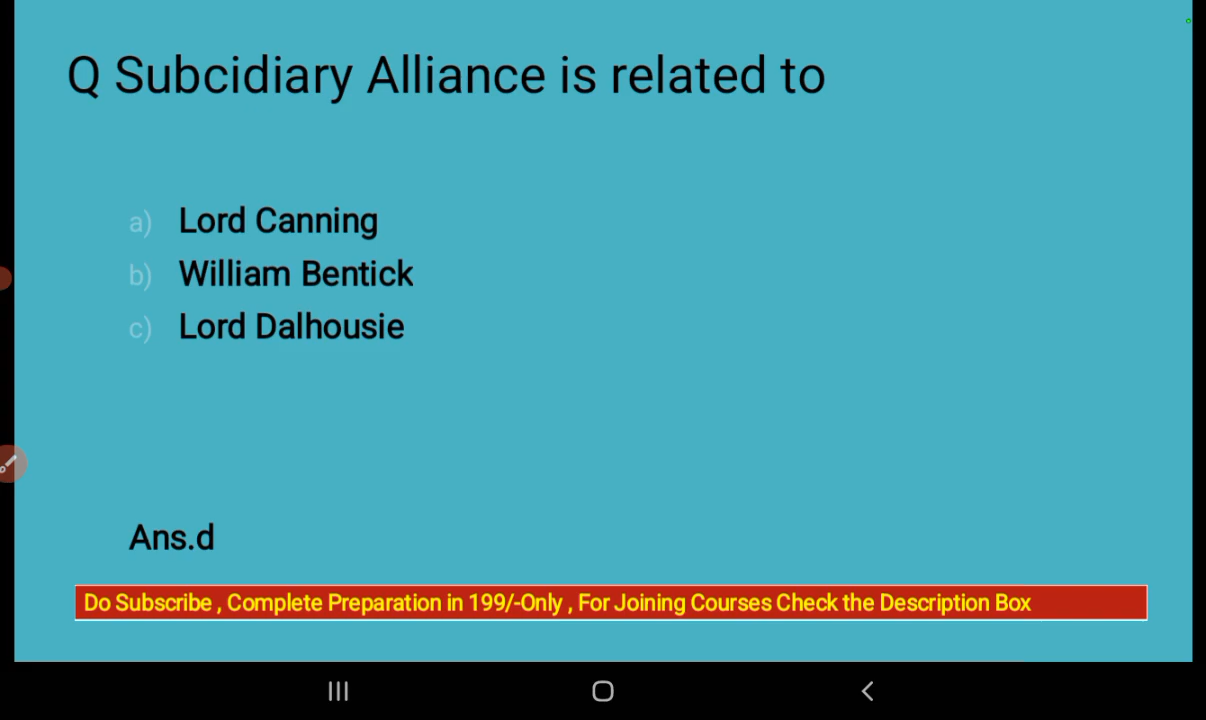 Q Subcidiary Alliance is related to
a) Lord Canning
b) William Bentick
c) Lord Dalhousie
Ans.d
Do Subscribe , Complete Preparation in 199/-Only , For Joining Courses Check the Description Box